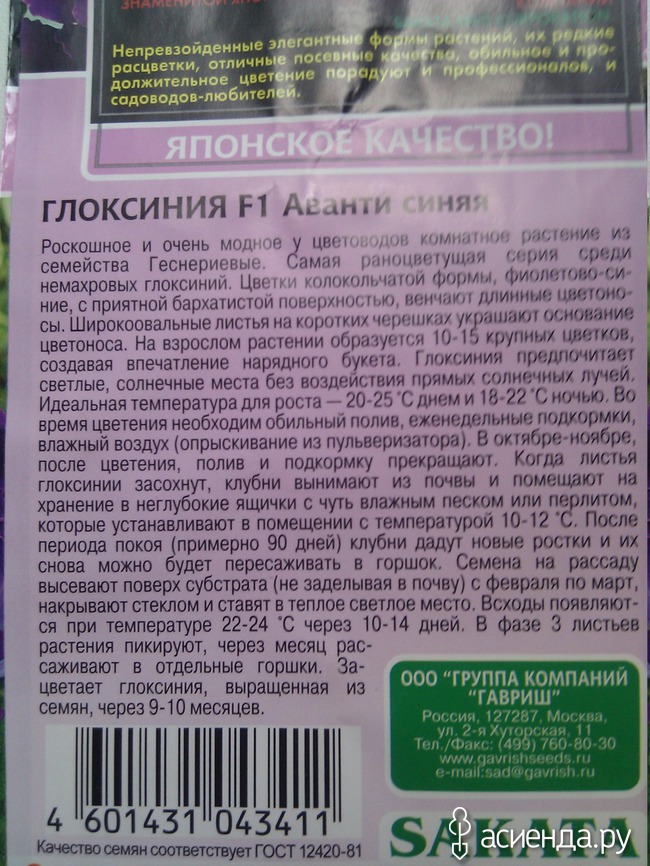 ЗНАМЕНИТОЙ
КОМПАНИИ
Непревзойденные элегантные формы растений, их редкие
расцветки, отличные посевные качества, обильное и про-
должительное цветение порадуют и профессионалов, и
садоводов-любителей.
ЯПОНСКОЕ КАЧЕСТВО!
ГЛОКСИНИЯ F1 Аванти синяя
Роскошное и очень модное у цветоводов комнатное растение из
семейства Геснериевые. Самая раноцветущая серия среди
немахровых глоксиний. Цветки колокольчатой формы, фиолетово-си-
ние, с приятной бархатистой поверхностью, венчают длинные цветоно-
сы. Широкоовальные листья на коротких черешках украшают основание
цветоноса. На взрослом растении образуется 10-15 крупных цветков,
создавая впечатление нарядного букета. Глоксиния предпочитает
светлые, солнечные места без воздействия прямых солнечных лучей.
Идеальная температура для роста — 20-25 °С днем и 18-22 °С ночью. Во
время цветения необходим обильный полив, еженедельные подкормки,
влажный воздух (опрыскивание из пульверизатора). В октябре-ноябре,
после цветения, полив и подкормку прекращают. Когда листья
глоксинии засохнут, клубни вынимают из почвы и помещают на
хранение в неглубокие ящички с чуть влажным песком или перлитом,
которые устанавливают в помещении с температурой 10-12 °С. После
периода покоя (примерно 90 дней) клубни дадут новые ростки и их
снова можно будет пересаживать в горшок. Семена на рассаду
высевают поверх субстрата (не заделывая в почву) с февраля по март,
накрывают стеклом и ставят в теплое светлое место. Всходы появляют-
ся при температуре 22-24 °С через 10-14 дней. В фазе 3 листьев
растения пикируют, через месяц рас-
саживают в отдельные горшки. За-
цветает глоксиния, выращенная из
семян, через 9-10 месяцев.
ООО "ГРУППА КОМПАНИЙ
"ГАВРИШ"
Россия, 127287, Москва,
ул. 2-я Хуторская, 11
Тел./Факс: (499) 760-80-30
www.gavrishseeds.ru
e-mail:sad@gavrish.ru
4 601431 043411
Качество семян соответствует ГОСТ 12420-81
SAKATA
асиенда.ру